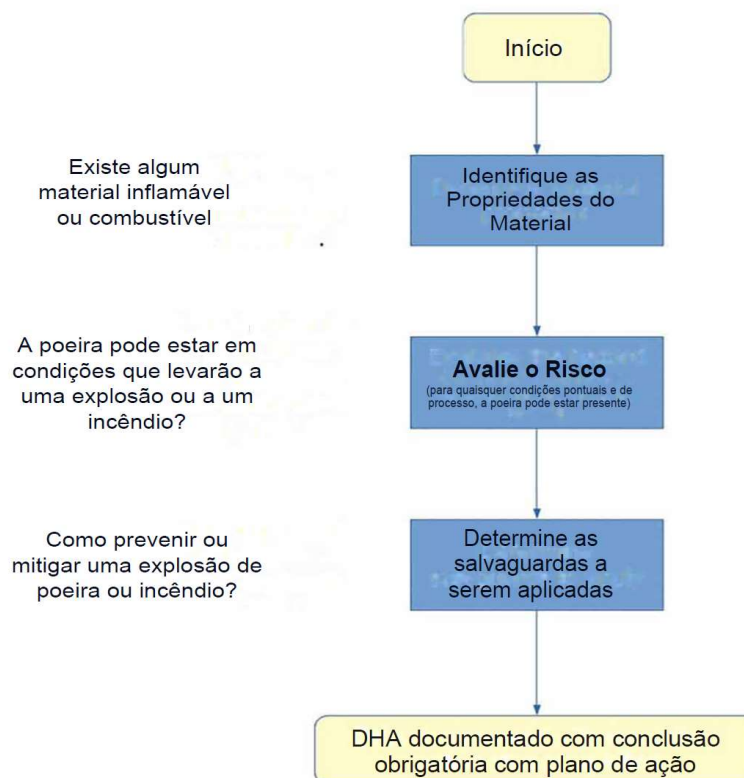 Início
Existe algum
material inflamável
ou combustível
Identifique as
Propriedades do
Material
A poeira pode estar em
condições que levarão a
uma explosão ou a um
incêndio?
Avalie o Risco
(para quaisquer condições pontuais e de
processo, a poeira pode estar presente)
Como prevenir ou
mitigar uma explosão de
poeira ou incêndio?
Determine as
salvaguardas a
serem aplicadas
DHA documentado com conclusão
obrigatória com plano de ação